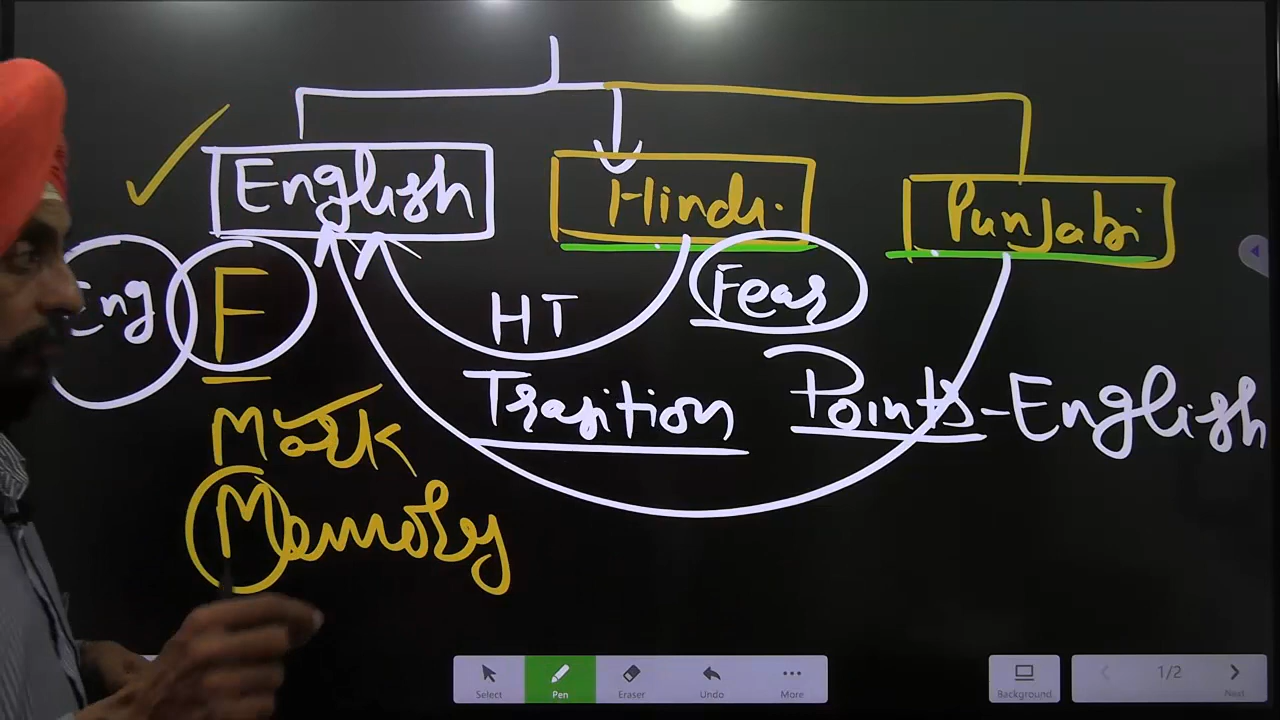 English Hindi Punjabi
Eng F Fear
HT
Trasition Points-English
Mark
Memory
Select Pen Eraser Undo More Background 1/2 Next